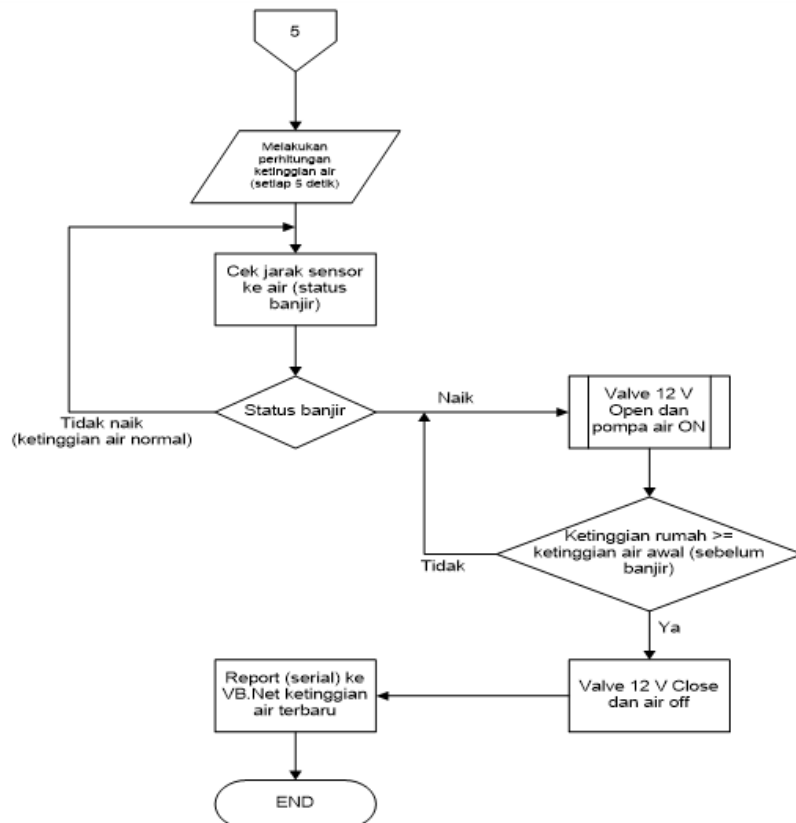 5
Melakukan
perhitungan
ketinggian air
(setiap 5 detik)
Cek jarak sensor
ke air (status
banjir)
Status banjir
Tidak naik
(ketinggian air normal)
Naik
Valve 12 V
Open dan
pompa air ON
Ketinggian rumah >=
ketinggian air awal (sebelum
banjir)
Tidak
Ya
Valve 12 V Close
dan air off
Report (serial) ke
VB.Net ketinggian
air terbaru
END